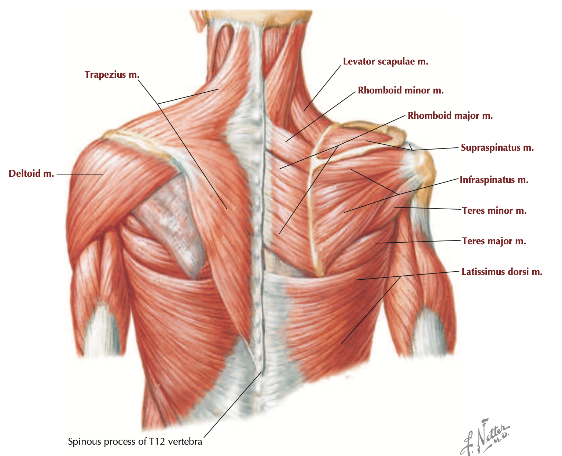 Levator scapulae m.
Trapezius m.
Rhomboid minor m.
Rhomboid major m.
Supraspinatus m.
Deltoid m.
Infraspinatus m.
Teres minor m.
Teres major m.
Latissimus dorsi m.
Spinous process of T12 vertebra
F. Netter
M.D.